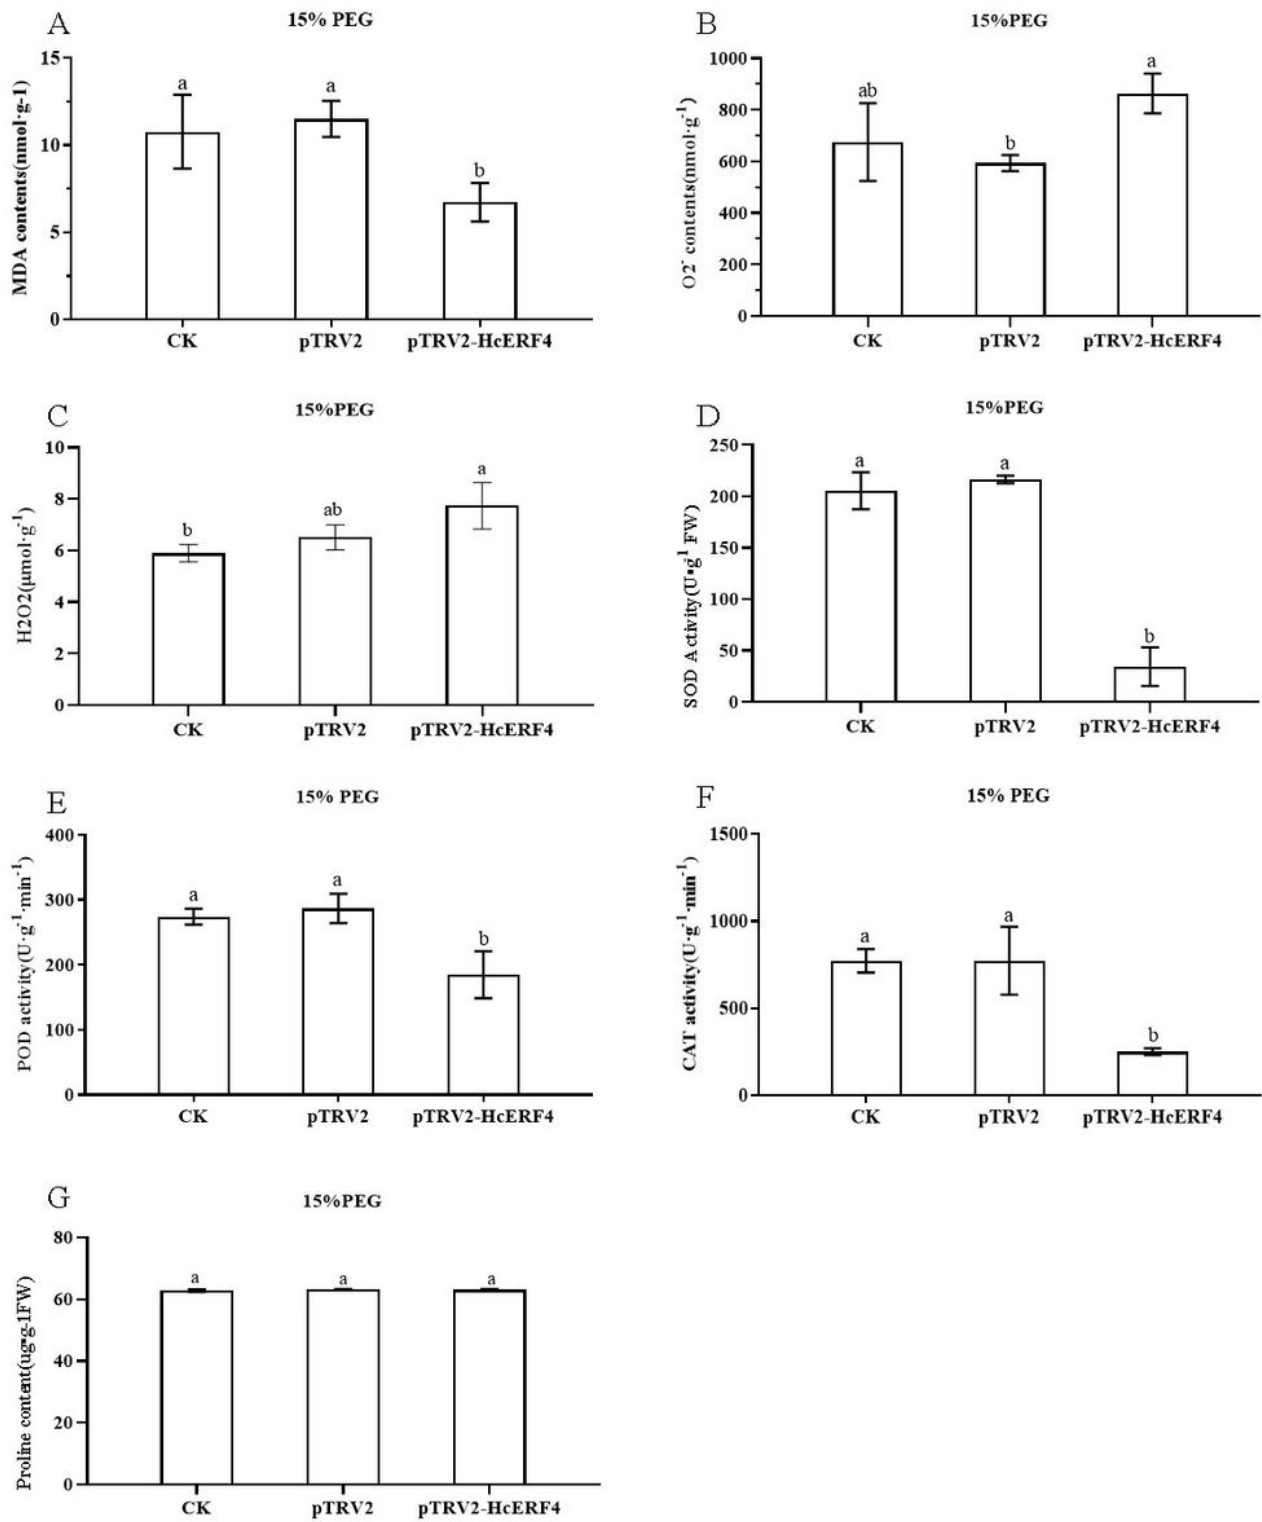 A
15% PEG
MDA contents(nmol·g-1)
15
10
5
0
a
a
b
CK
pTRV2
pTRV2-HcERF4
B
15%PEG
O2⁻ contents(nmol·g⁻¹)
1000
800
600
400
200
0
ab
b
a
CK
pTRV2
pTRV2-HcERF4
C
15%PEG
H2O2(μmol·g⁻¹)
10
8
6
4
2
0
b
ab
a
CK
pTRV2
pTRV2-HcERF4
D
15%PEG
SOD Activity(U▪g¹ FW)
250
200
150
100
50
0
a
a
b
CK
pTRV2
pTRV2-HcERF4
E
15% PEG
POD activity(U·g⁻¹·min⁻¹)
400
300
200
100
0
a
a
b
CK
pTRV2
pTRV2-HcERF4
F
15% PEG
CAT activity(U·g⁻¹·min⁻¹)
1500
1000
500
0
a
a
b
CK
pTRV2
pTRV2-HcERF4
G
15%PEG
Proline content(ug▪g-1FW)
80
60
40
20
0
a
a
a
CK
pTRV2
pTRV2-HcERF4